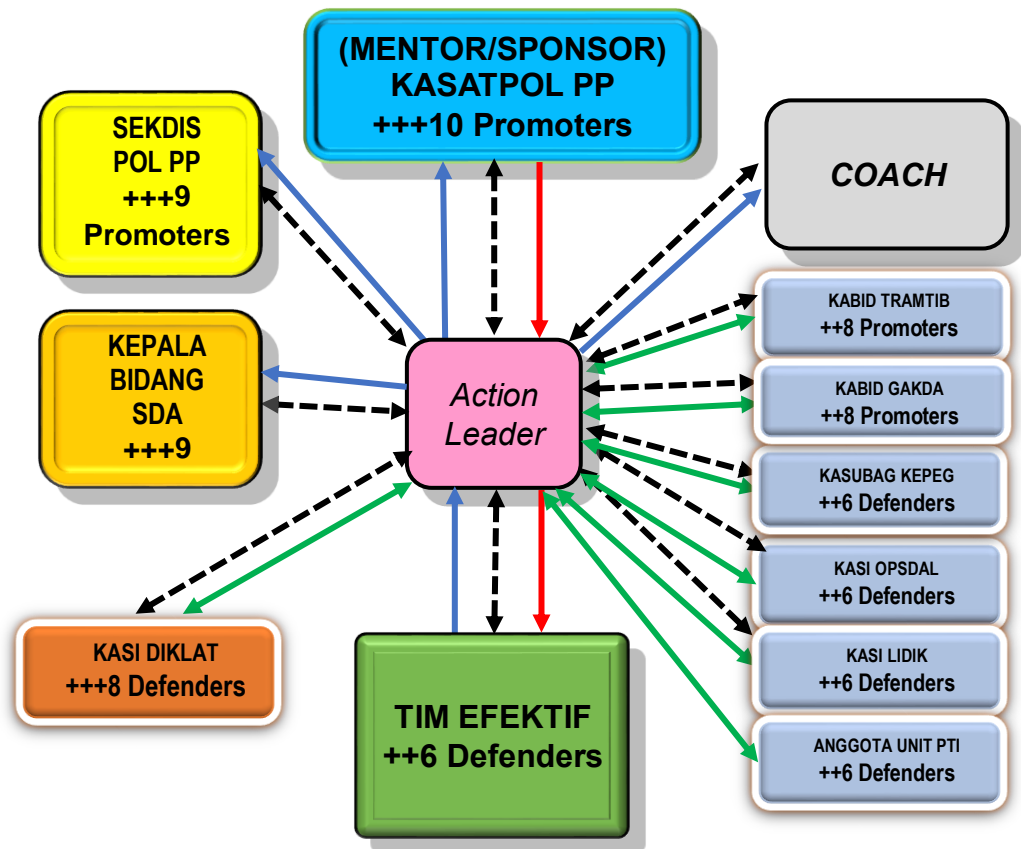 (MENTOR/SPONSOR)
KASATPOL PP
+++10 Promoters
SEKDIS
POL PP
+++9
Promoters
COACH
KEPALA
BIDANG
SDA
+++9
Action
Leader
KABID TRAMTIB
++8 Promoters
KABID GAKDA
++8 Promoters
KASUBAG KEPEG
++6 Defenders
KASI OPSDAL
++6 Defenders
KASI LIDIK
++6 Defenders
ANGGOTA UNIT PTI
++6 Defenders
KASI DIKLAT
+++8 Defenders
TIM EFEKTIF
++6 Defenders